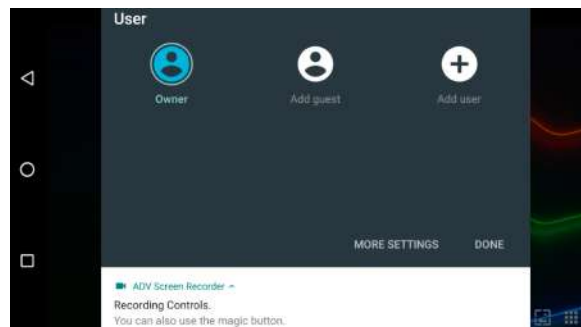 User
Owner
Add guest
Add user
MORE SETTINGS
DONE
ADV Screen Recorder
Recording Controls.
You can also use the magic button.